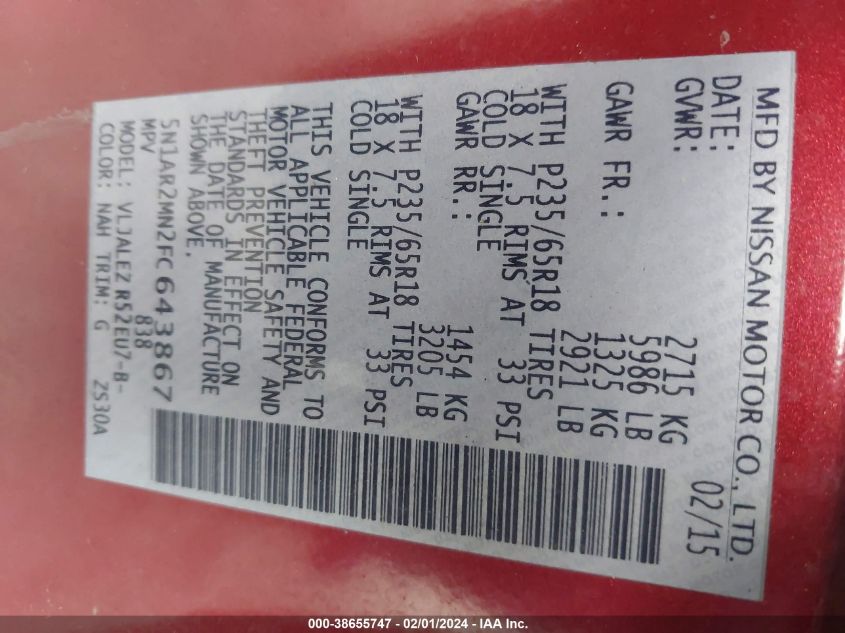 MFD BY NISSAN MOTOR CO., LTD.
DATE: 02/15
GVWR: 2715 KG
5986 LB
GAWR FR.: 1325 KG
2921 LB
WITH P235/65R18 TIRES
18 X 7.5 RIMS AT 33 PSI
COLD SINGLE
GAWR RR.: 1454 KG
3205 LB
WITH P235/65R18 TIRES
18 X 7.5 RIMS AT 33 PSI
COLD SINGLE
THIS VEHICLE CONFORMS TO
ALL APPLICABLE FEDERAL
MOTOR VEHICLE SAFETY AND
THEFT PREVENTION
STANDARDS IN EFFECT ON
THE DATE OF MANUFACTURE
SHOWN ABOVE.
5N1AR2MN2FC643867
MPV 838
MODEL: VLJALEZ R52EU7-B-
COLOR: NAH TRIM: G 2S30A
000-38655747 - 02/01/2024 - IAA Inc.